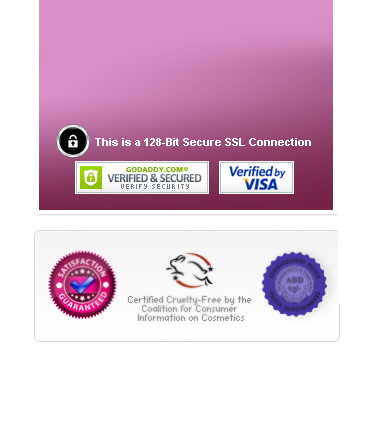 This is a 128-Bit Secure SSL Connection
GODADDY.COM®
VERIFIED & SECURED
VERIFY SECURITY
Verified by
VISA
SATISFACTION
GUARANTEED
Certified Cruelty-Free by the
Coalition for Consumer
Information on Cosmetics
ABD